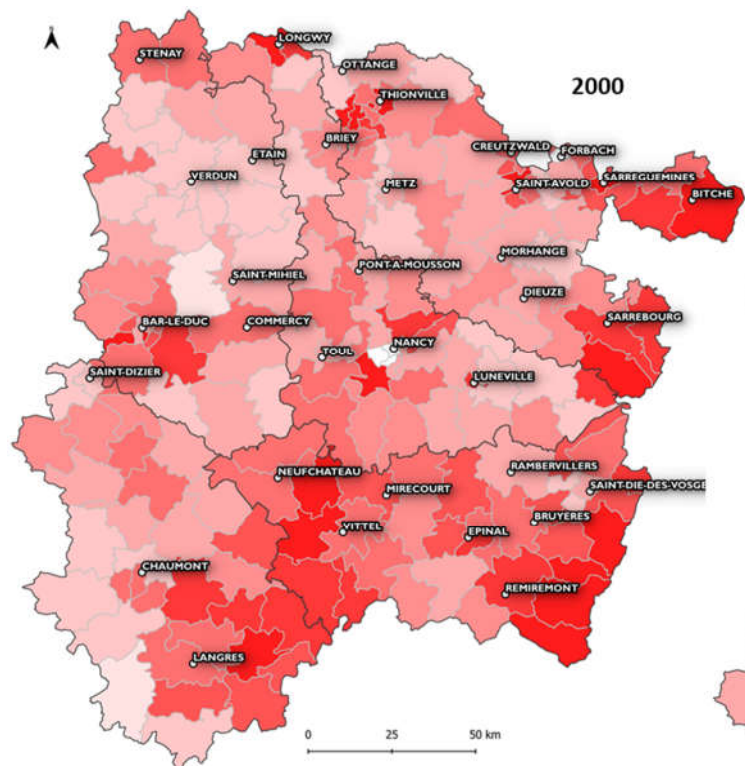 LONGWY
STENAY
OTTANGE
2000
THIONVILLE
BRIEY
CREUTZWALD
FORBACH
ETAIN
VERDUN
METZ
SAINT-AVOLD
SARREGUEMINES
BITCHE
MORHANGE
PONT-A-MOUSSON
SAINT-MIHIEL
DIEUZE
BAR-LE-DUC
COMMERCY
SARREBOURG
NANCY
TOUL
SAINT-DIZIER
LUNEVILLE
NEUFCHATEAU
RAMBERVILLERS
MIRECOURT
SAINT-DIE-DES-VOSGE
VITTEL
BRUYERES
EPINAL
CHAUMONT
REMIREMONT
LANGRES
0 25 50 km